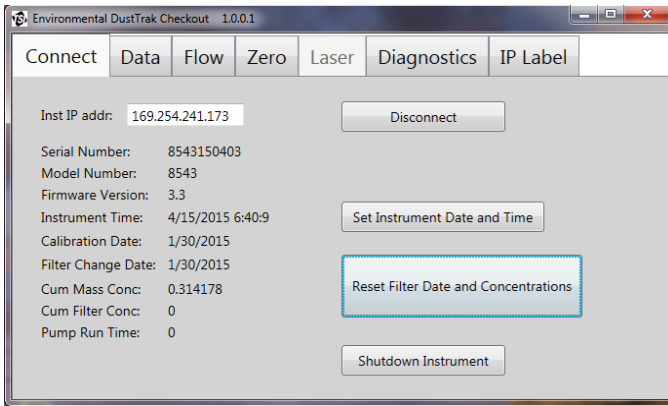 TSI Environmental DustTrak Checkout 1.0.0.1
Connect Data Flow Zero Laser Diagnostics IP Label
Inst IP addr: 169.254.241.173 Disconnect
Serial Number: 8543150403
Model Number: 8543
Firmware Version: 3.3
Instrument Time: 4/15/2015 6:40:9 Set Instrument Date and Time
Calibration Date: 1/30/2015
Filter Change Date: 1/30/2015
Cum Mass Conc: 0.314178 Reset Filter Date and Concentrations
Cum Filter Conc: 0
Pump Run Time: 0
Shutdown Instrument